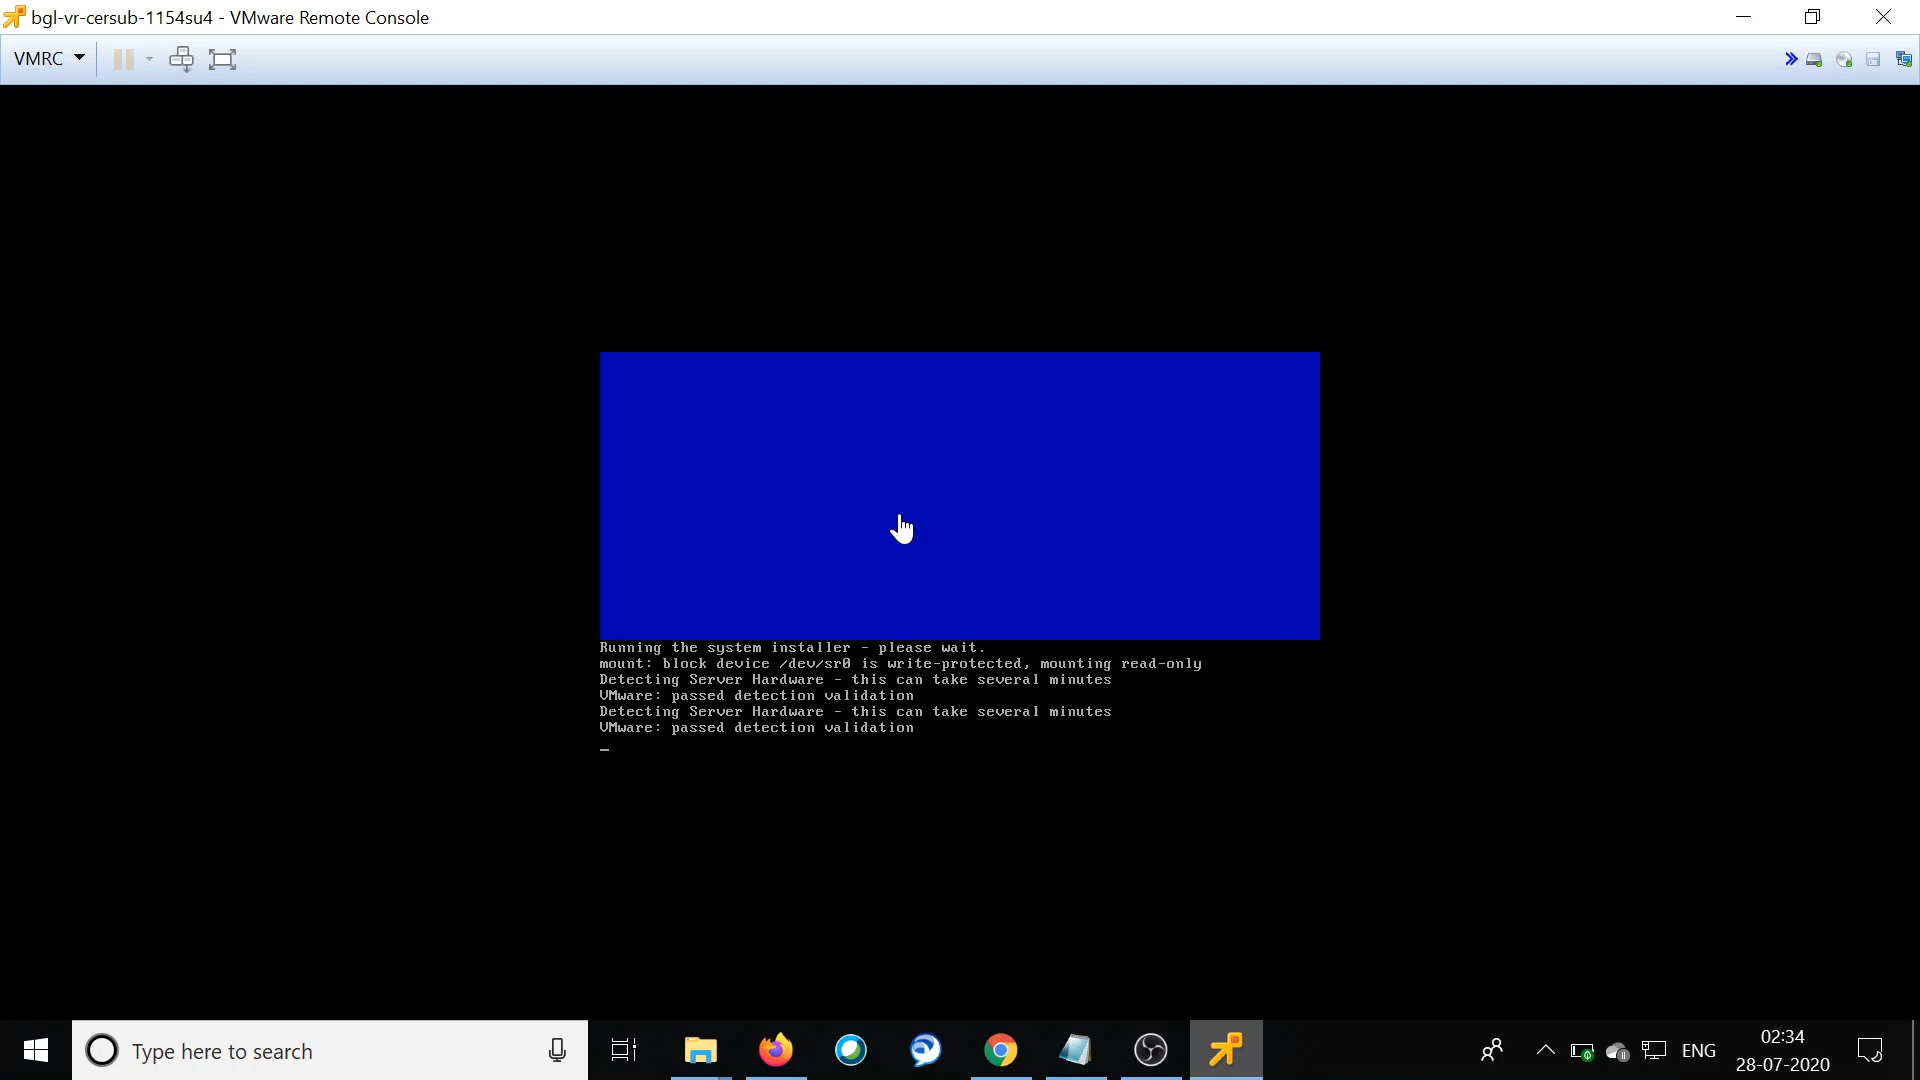 bgl-vr-cersub-1154su4 - VMware Remote Console
VMRC
Running the system installer - please wait.
mount: block device /dev/sr0 is write-protected, mounting read-only
Detecting Server Hardware - this can take several minutes
VMware: passed detection validation
Detecting Server Hardware - this can take several minutes
VMware: passed detection validation
Type here to search
ENG
02:34
28-07-2020